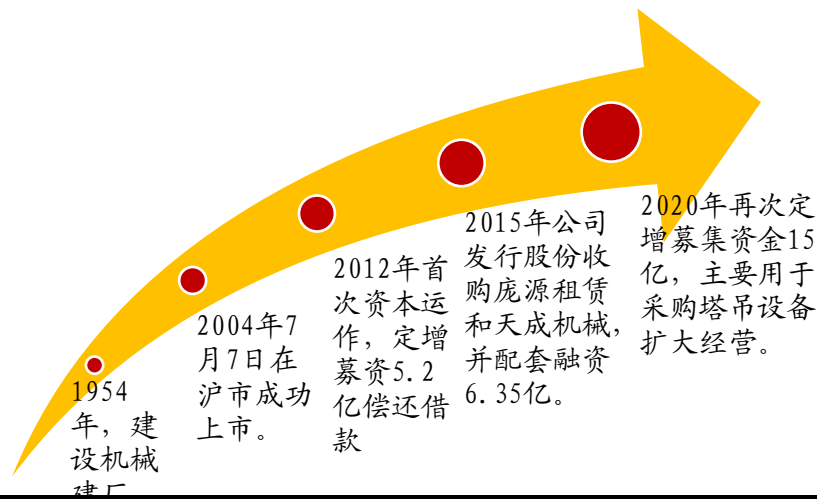 1954
年，建
设机械
建厂
2004年7
月7日在
沪市成功
上市。
2012年首
次资本运
作，定增
募资5.2
亿偿还借
款
2015年公司
发行股份收
购庞源租赁
和天成机械，
并配套融资
6.35亿。
2020年再次定
增募集资金15
亿，主要用于
采购塔吊设备
扩大经营。